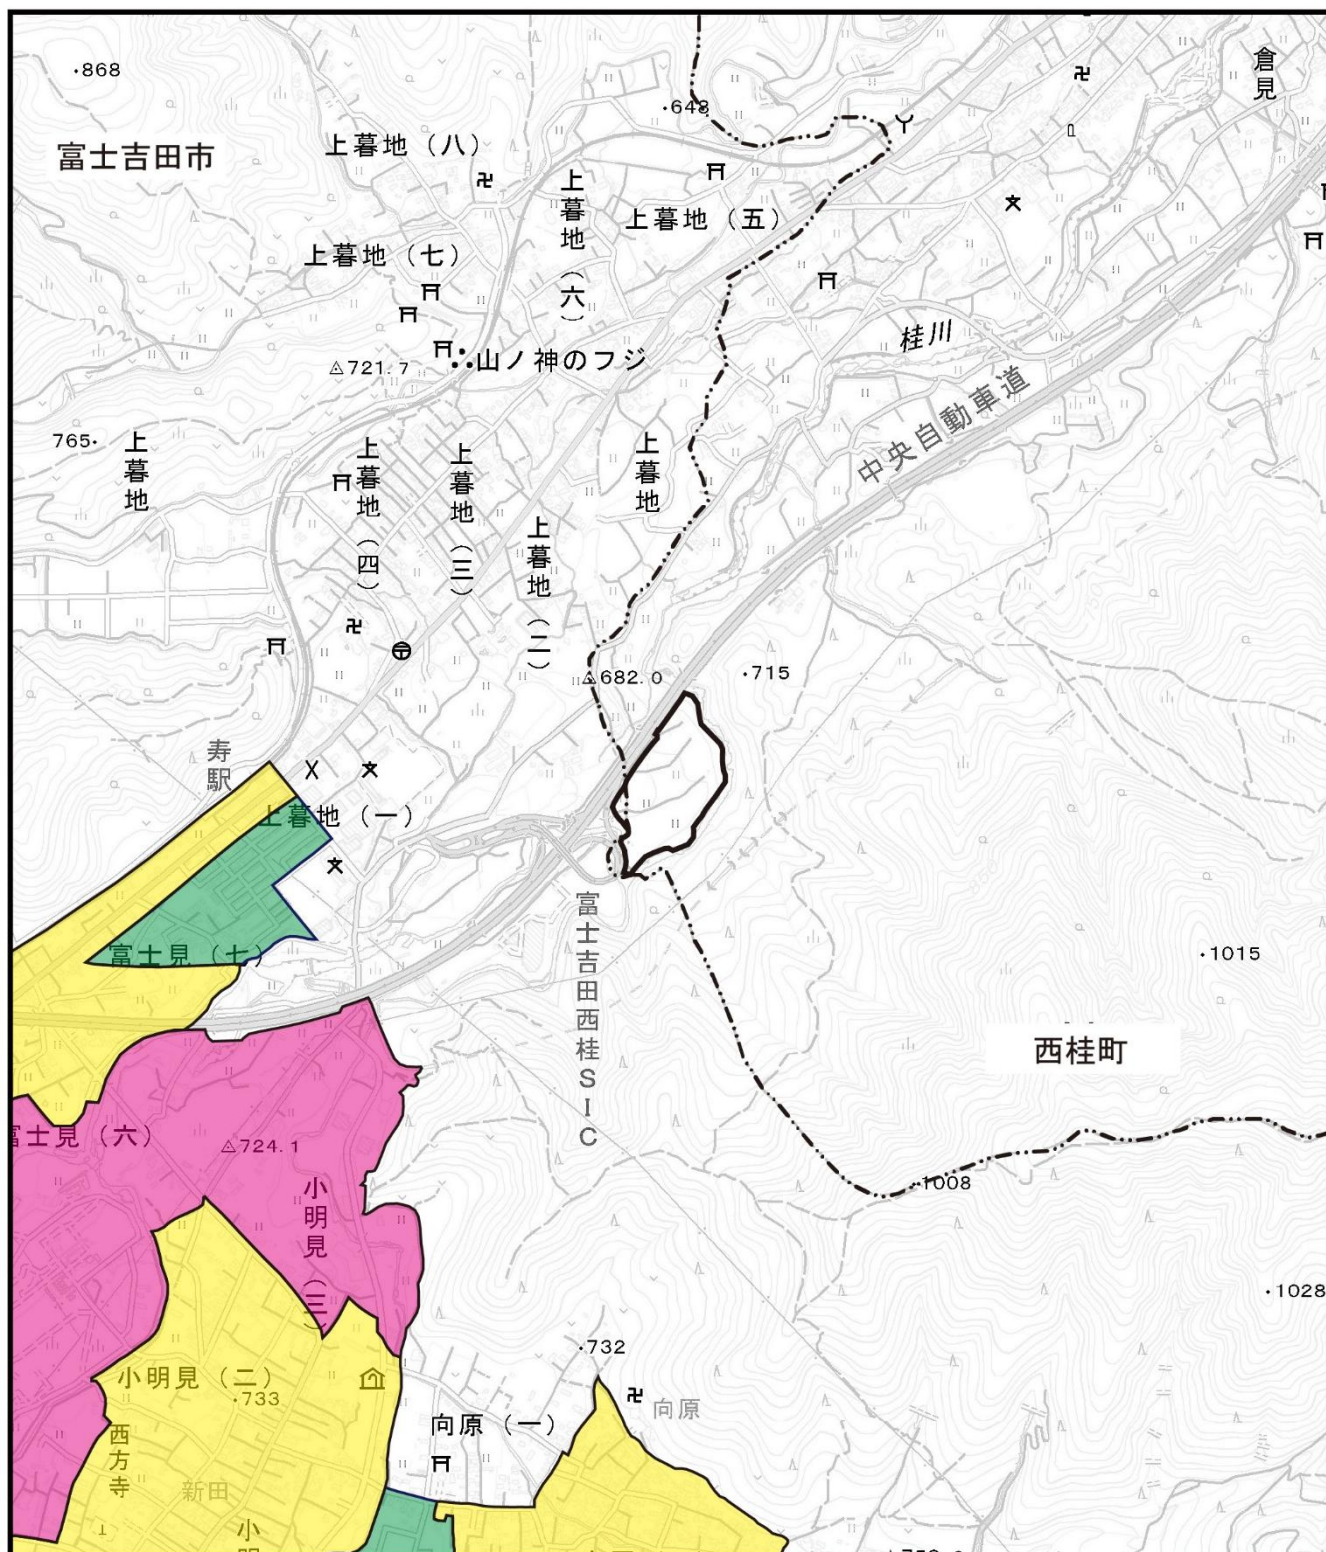 ・868
富士吉田市
上暮地（八）
・648
倉見
上暮地（六）
上暮地（五）
上暮地（七）
桂川
△721.7
山ノ神のフジ
中央自動車道
765・
上暮地
上暮地（四）
上暮地（三）
上暮地（二）
上暮地
△682.0
・715
寿駅
上暮地（一）
富士吉田西桂SIC
富士見（七）
・1015
西桂町
富士見（六）
△724.1
小明見（三）
・1008
・1028
・732
小明見（二）
・733
向原（一）
向原
西方寺
新田